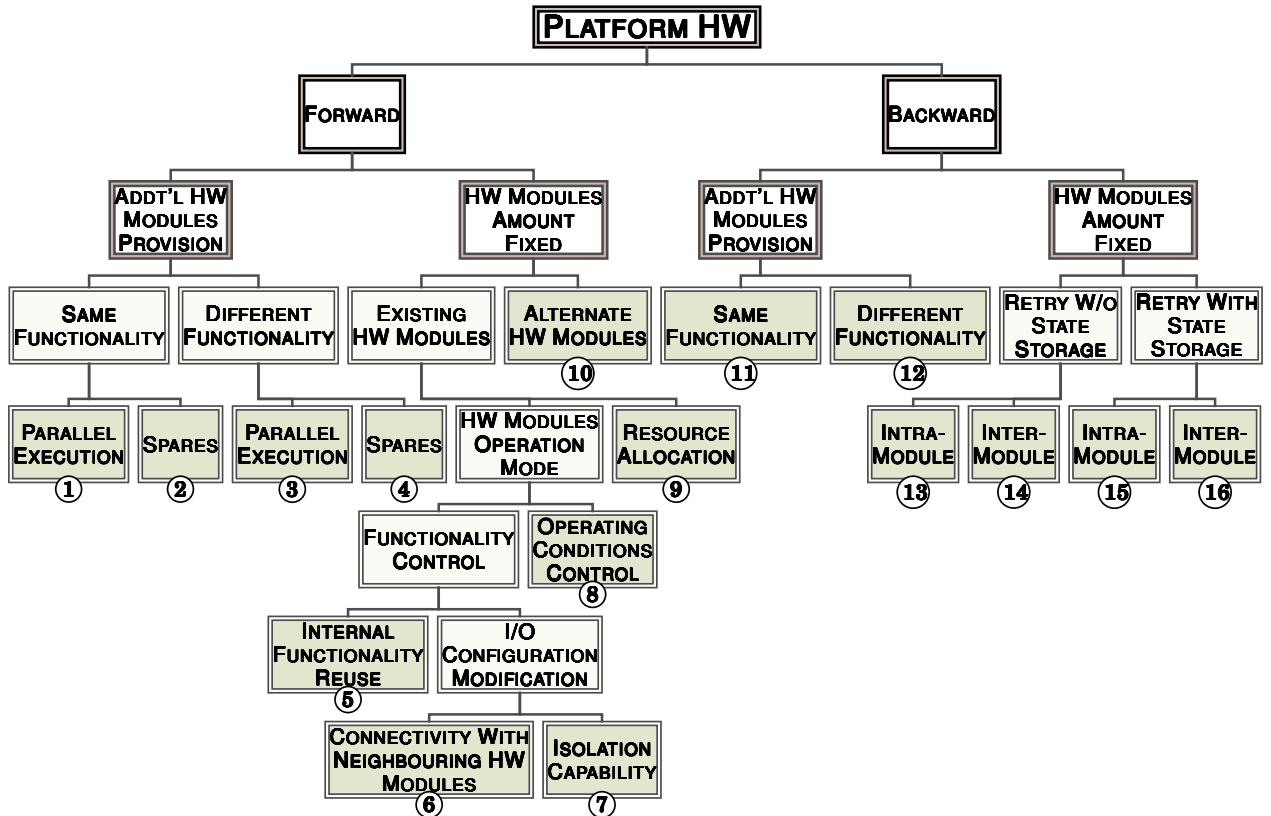 PLATFORM HW
FORWARD
BACKWARD
ADDT'L HW
MODULES
PROVISION
HW MODULES
AMOUNT
FIXED
ADDT'L HW
MODULES
PROVISION
HW MODULES
AMOUNT
FIXED
SAME
FUNCTIONALITY
DIFFERENT
FUNCTIONALITY
EXISTING
HW MODULES
ALTERNATE
HW MODULES
10
SAME
FUNCTIONALITY
11
DIFFERENT
FUNCTIONALITY
12
RETRY W/O
STATE
STORAGE
RETRY WITH
STATE
STORAGE
PARALLEL
EXECUTION
1
SPARES
2
PARALLEL
EXECUTION
3
SPARES
4
HW MODULES
OPERATION
MODE
RESOURCE
ALLOCATION
9
INTRA-
MODULE
13
INTER-
MODULE
14
INTRA-
MODULE
15
INTER-
MODULE
16
FUNCTIONALITY
CONTROL
OPERATING
CONDITIONS
CONTROL
8
INTERNAL
FUNCTIONALITY
REUSE
5
I/O
CONFIGURATION
MODIFICATION
CONNECTIVITY WITH
NEIGHBOURING HW
MODULES
6
ISOLATION
CAPABILITY
7